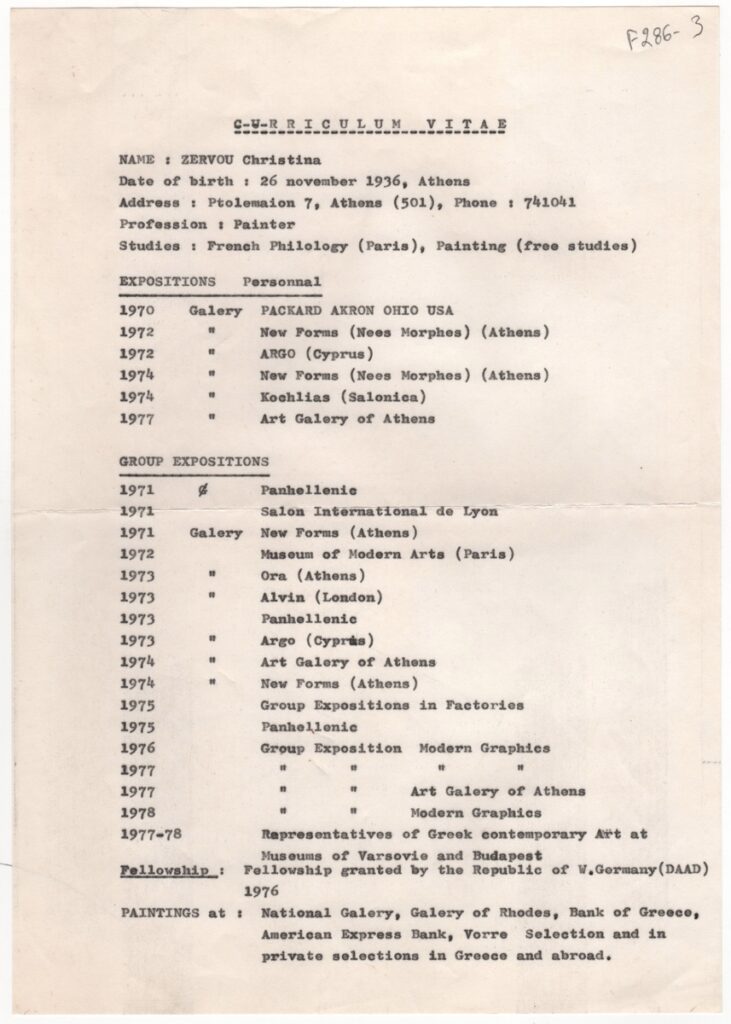 F286-3
C-U-R R I C U L U M   V I T A E
NAME : ZERVOU Christina
Date of birth : 26 november 1936, Athens
Address : Ptolemaion 7, Athens (501), Phone : 741041
Profession : Painter
Studies : French Philology (Paris), Painting (free studies)
EXPOSITIONS   Personnal
1970   Galery   PACKARD AKRON OHIO USA
1972   "   New Forms (Nees Morphes) (Athens)
1972   "   ARGO (Cyprus)
1974   "   New Forms (Nees Morphes) (Athens)
1974   "   Kochlias (Salonica)
1977   "   Art Galery of Athens
GROUP EXPOSITIONS
1971   Panhellenic
1971   Salon International de Lyon
1971   Galery   New Forms (Athens)
1972   Museum of Modern Arts (Paris)
1973   "   Ora (Athens)
1973   "   Alvin (London)
1973   Panhellenic
1973   "   Argo (Cyprus)
1974   "   Art Galery of Athens
1974   "   New Forms (Athens)
1975   Group Expositions in Factories
1975   Panhellenic
1976   Group Exposition   Modern Graphics
1977   "   "   "   "
1977   "   "   Art Galery of Athens
1978   "   "   Modern Graphics
1977-78   Representatives of Greek contemporary Art at
Museums of Varsovie and Budapest
Fellowship :   Fellowship granted by the Republic of W.Germany(DAAD)
1976
PAINTINGS at :   National Galery, Galery of Rhodes, Bank of Greece,
American Express Bank, Vorre   Selection and in
private selections in Greece and abroad.